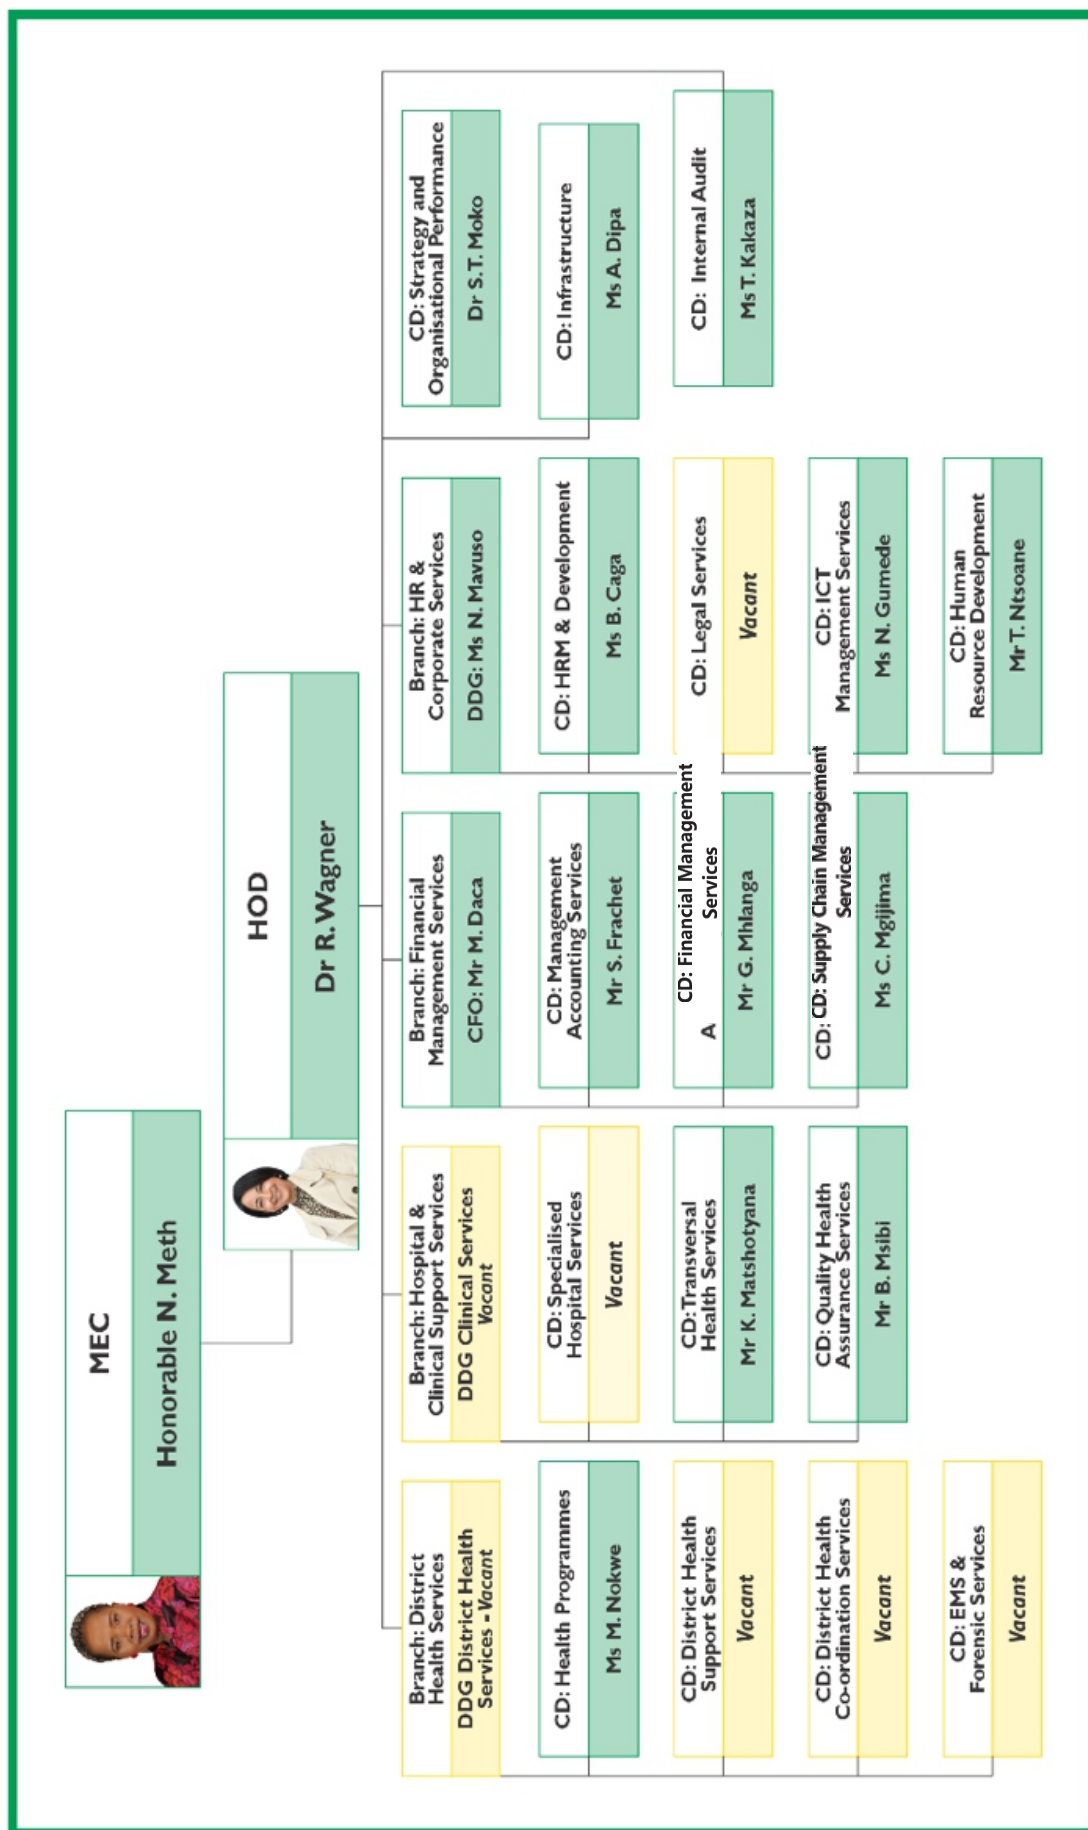 MEC
Honorable N. Meth
HOD
Dr R. Wagner
Branch: District
Health Services
DDG District Health
Services - Vacant
CD: Health Programmes
Ms M. Nokwe
CD: District Health
Support Services
Vacant
CD: District Health
Co-ordination Services
Vacant
CD: EMS &
Forensic Services
Vacant
Branch: Hospital &
Clinical Support Services
DDG Clinical Services
Vacant
CD: Specialised
Hospital Services
Vacant
CD: Transversal
Health Services
Mr K. Matshotyana
CD: Quality Health
Assurance Services
Mr B. Msibi
Branch: Financial
Management Services
CFO: Mr M. Daca
CD: Management
Accounting Services
Mr S. Frachet
CD: Financial Management
A Services
Mr G. Mhlanga
CD: CD: Supply Chain Management
Services
Ms C. Mgijima
Branch: HR &
Corporate Services
DDG: Ms N. Mavuso
CD: HRM & Development
Ms B. Caga
CD: Legal Services
Vacant
CD: ICT
Management Services
Ms N. Gumede
CD: Human
Resource Development
Mr T. Ntsoane
CD: Strategy and
Organisational Performance
Dr S.T. Moko
CD: Infrastructure
Ms A. Dipa
CD: Internal Audit
Ms T. Kakaza